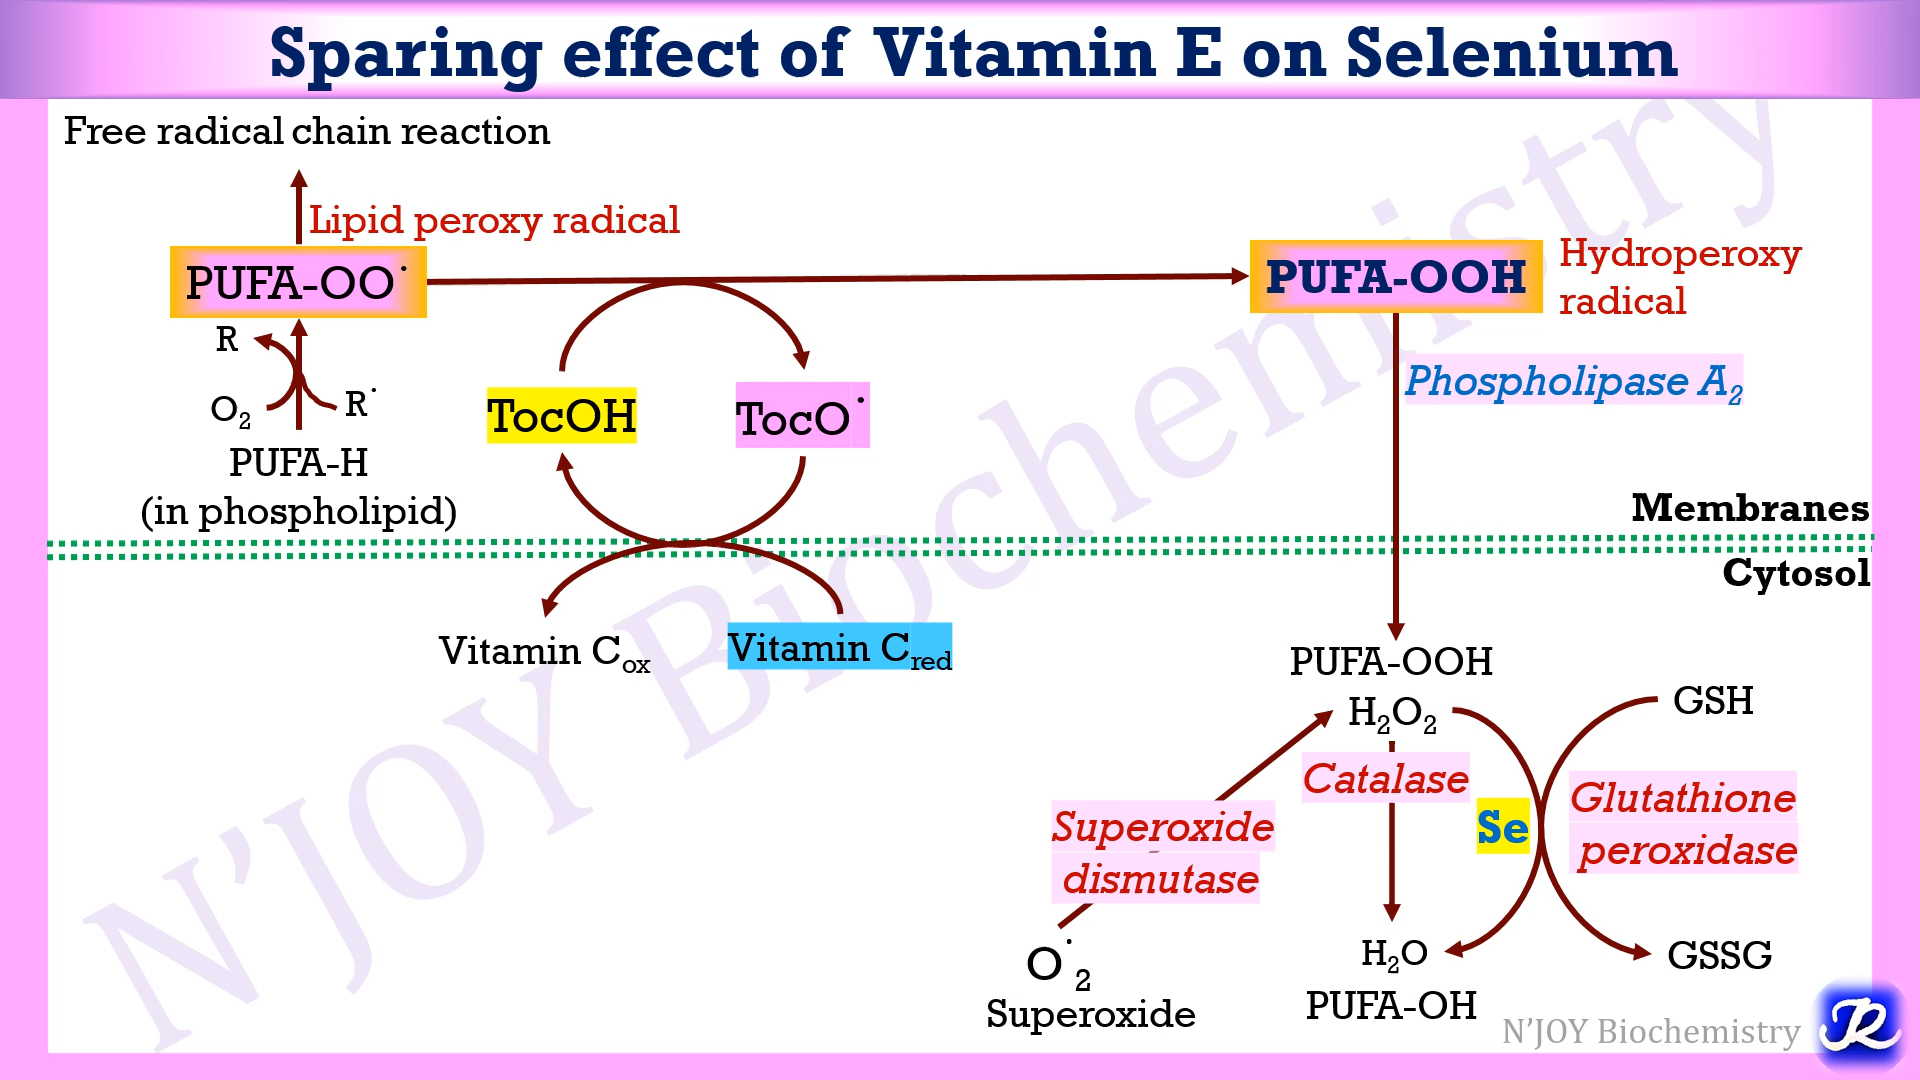 Sparing effect of Vitamin E on Selenium
Free radical chain reaction
Lipid peroxy radical
PUFA-OO˙
PUFA-OOH
Hydroperoxy
radical
R
O₂
R˙
PUFA-H
(in phospholipid)
TocOH
TocO˙
Phospholipase A₂
Membranes
Cytosol
Vitamin Cox
Vitamin Cred
PUFA-OOH
H₂O₂
GSH
Catalase
Se
Glutathione
peroxidase
Superoxide
dismutase
O˙₂
Superoxide
H₂O
PUFA-OH
GSSG
N’JOY Biochemistry
N’JOY Biochemistry
R